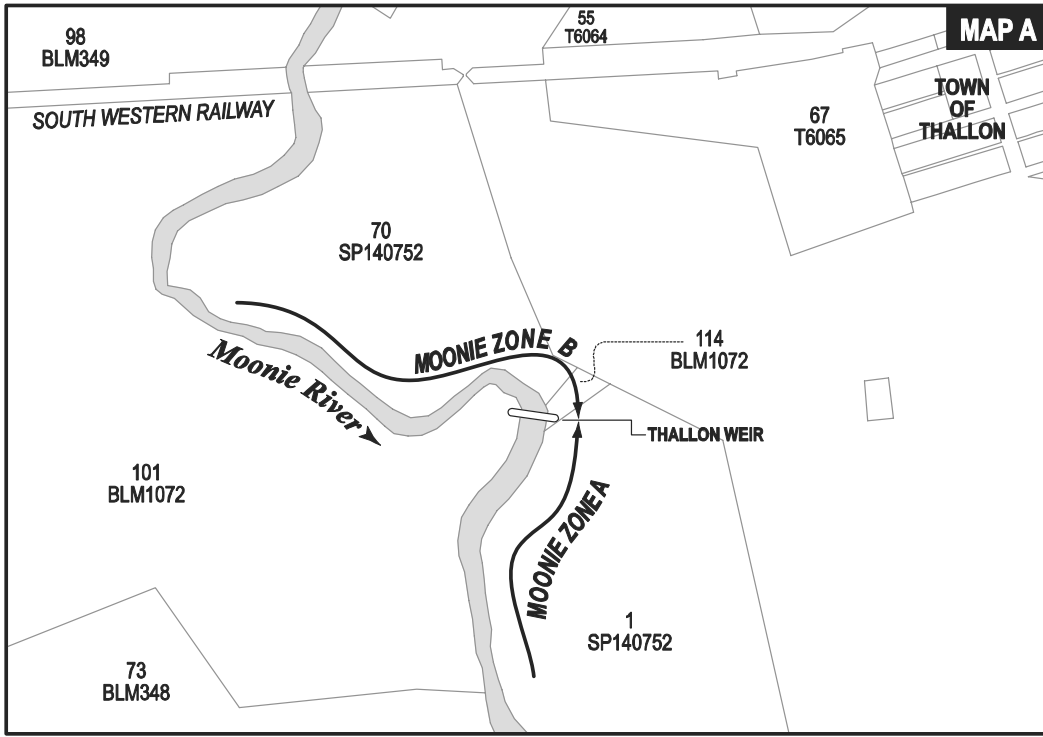 MAP A
98
BLM349
55
T6064
SOUTH WESTERN RAILWAY
67
T6065
TOWN
OF
THALLON
70
SP140752
MOONIE ZONE B
114
BLM1072
Moonie River
THALLON WEIR
101
BLM1072
MOONIE ZONE A
1
SP140752
73
BLM348